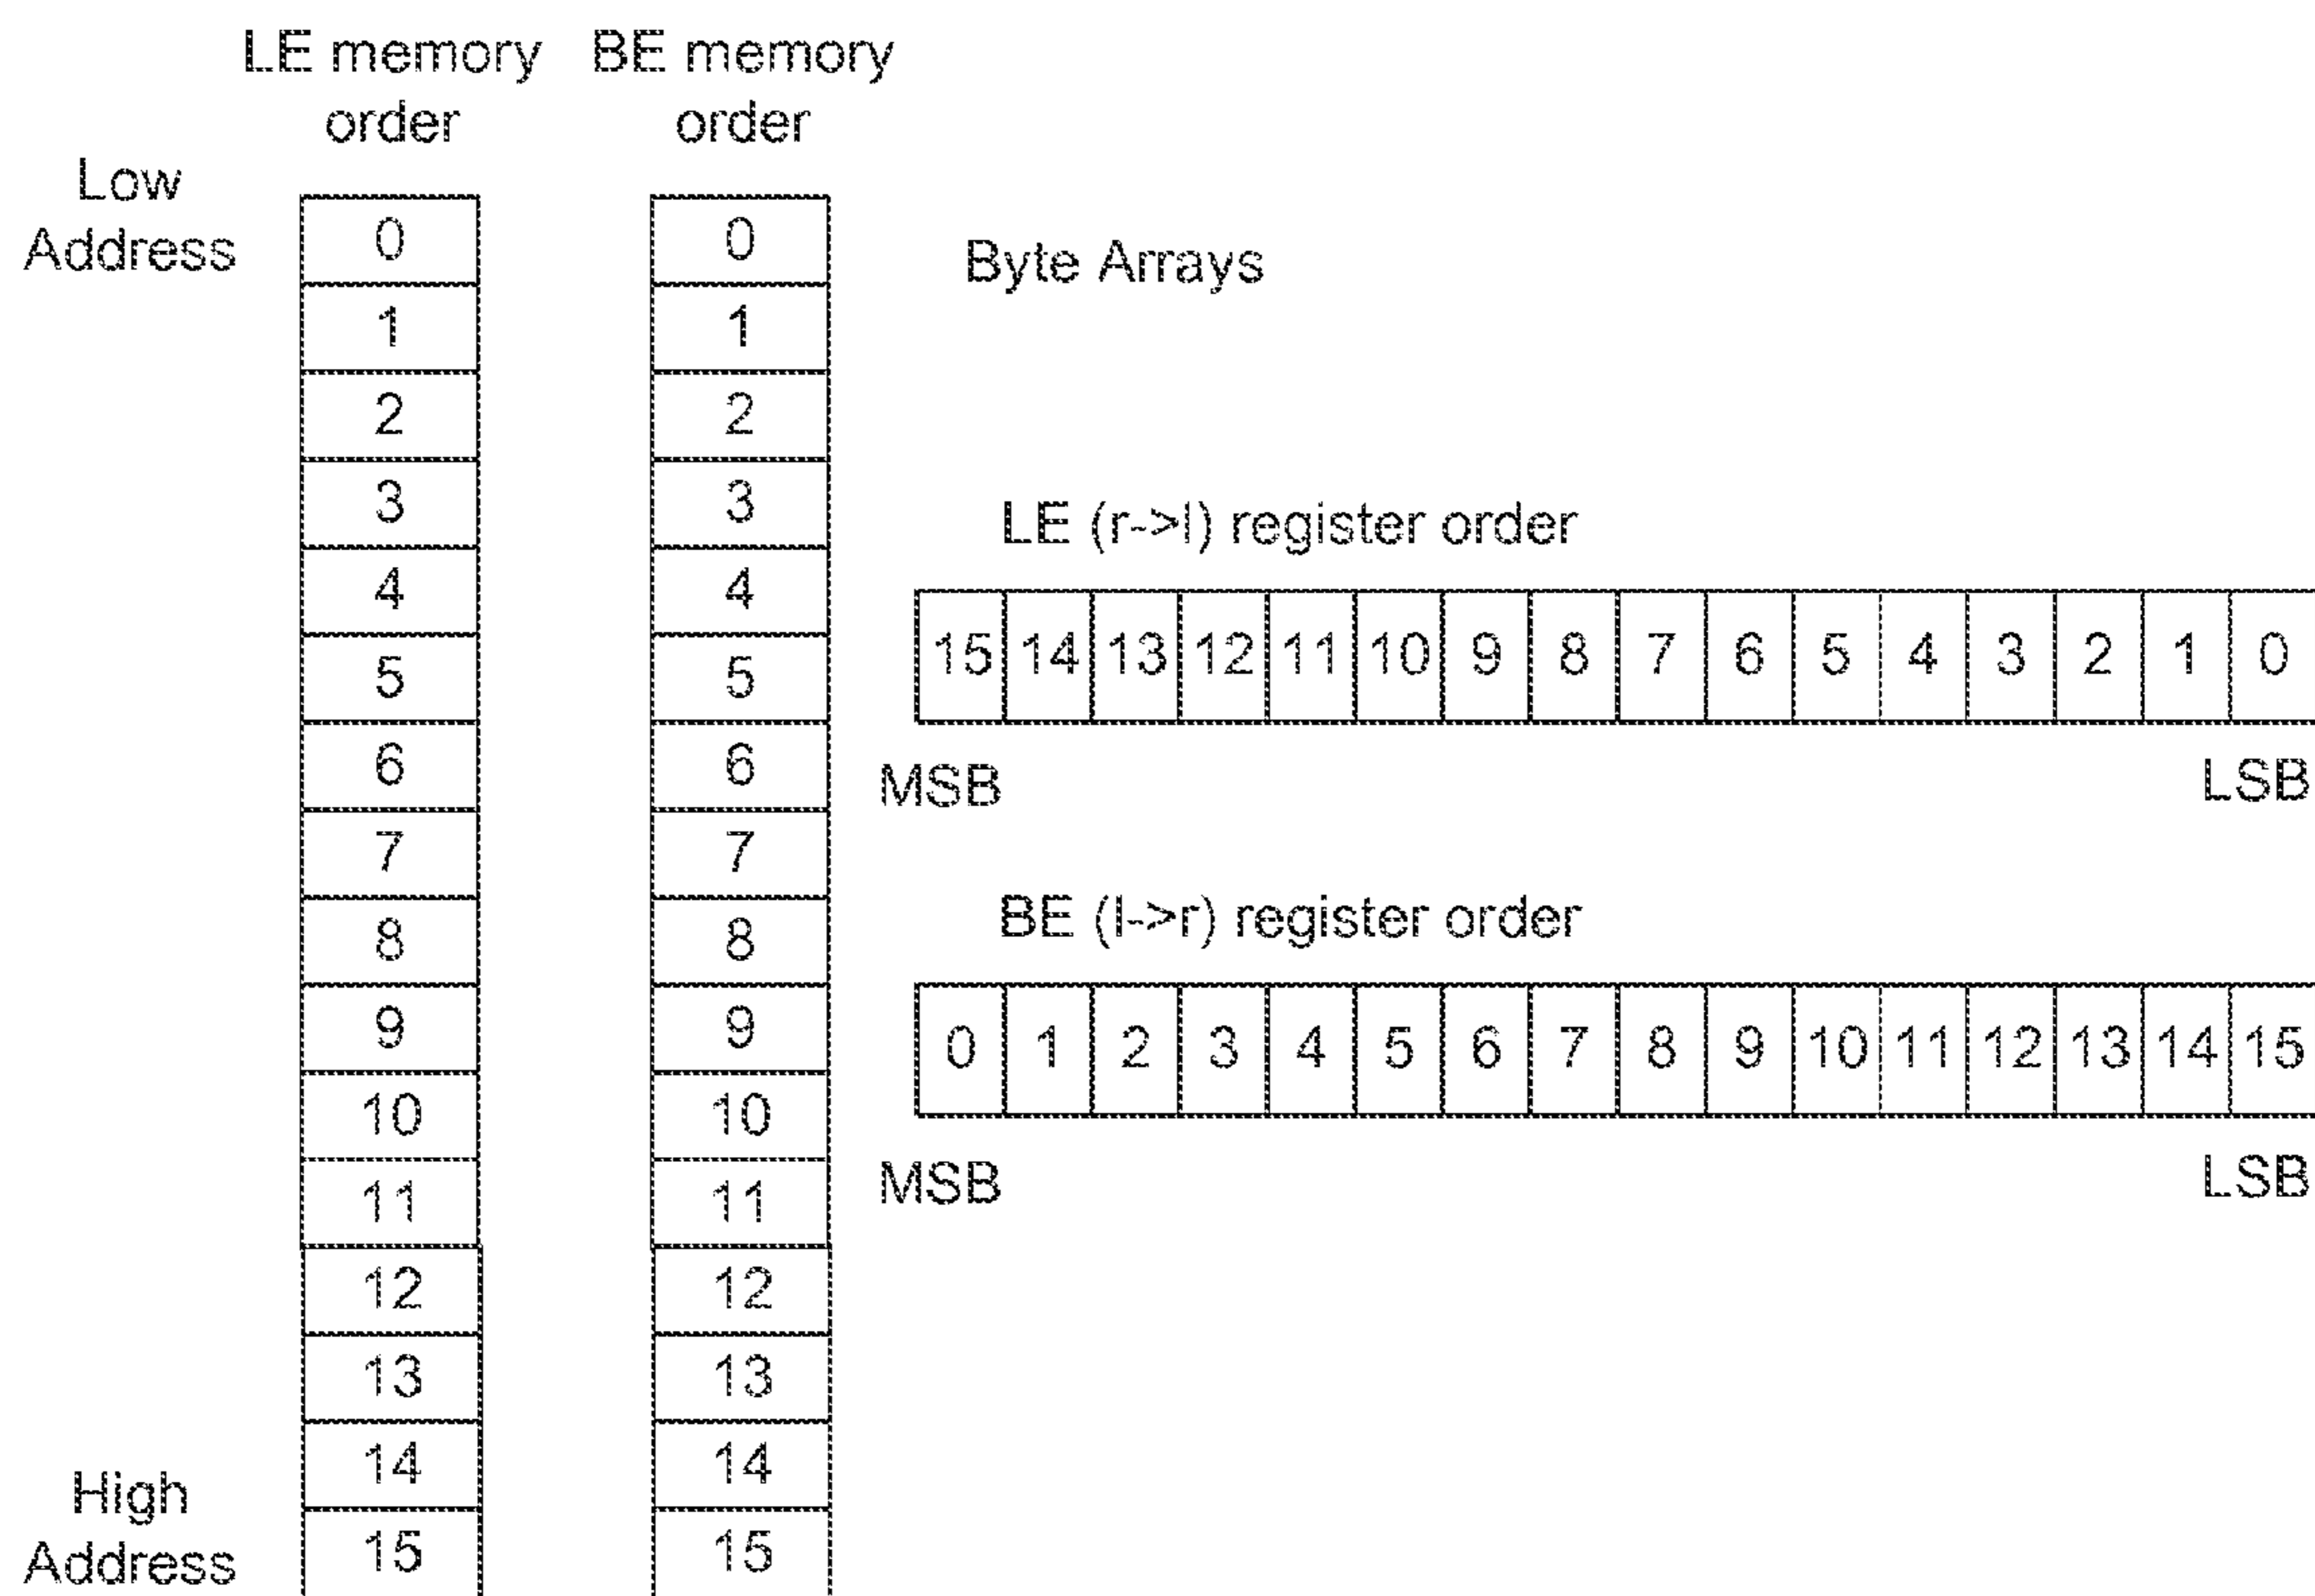 LE memory BE memory
order order
Low
Address
0 0
Byte Arrays
1 1
2 2
3 3
LE (r->l) register order
4 4
15 14 13 12 11 10 9 8 7 6 5 4 3 2 1 0
5 5
6 6
MSB LSB
7 7
8 8
BE (l->r) register order
9 9
0 1 2 3 4 5 6 7 8 9 10 11 12 13 14 15
10 10
11 11
MSB LSB
12 12
13 13
14 14
High
Address
15 15